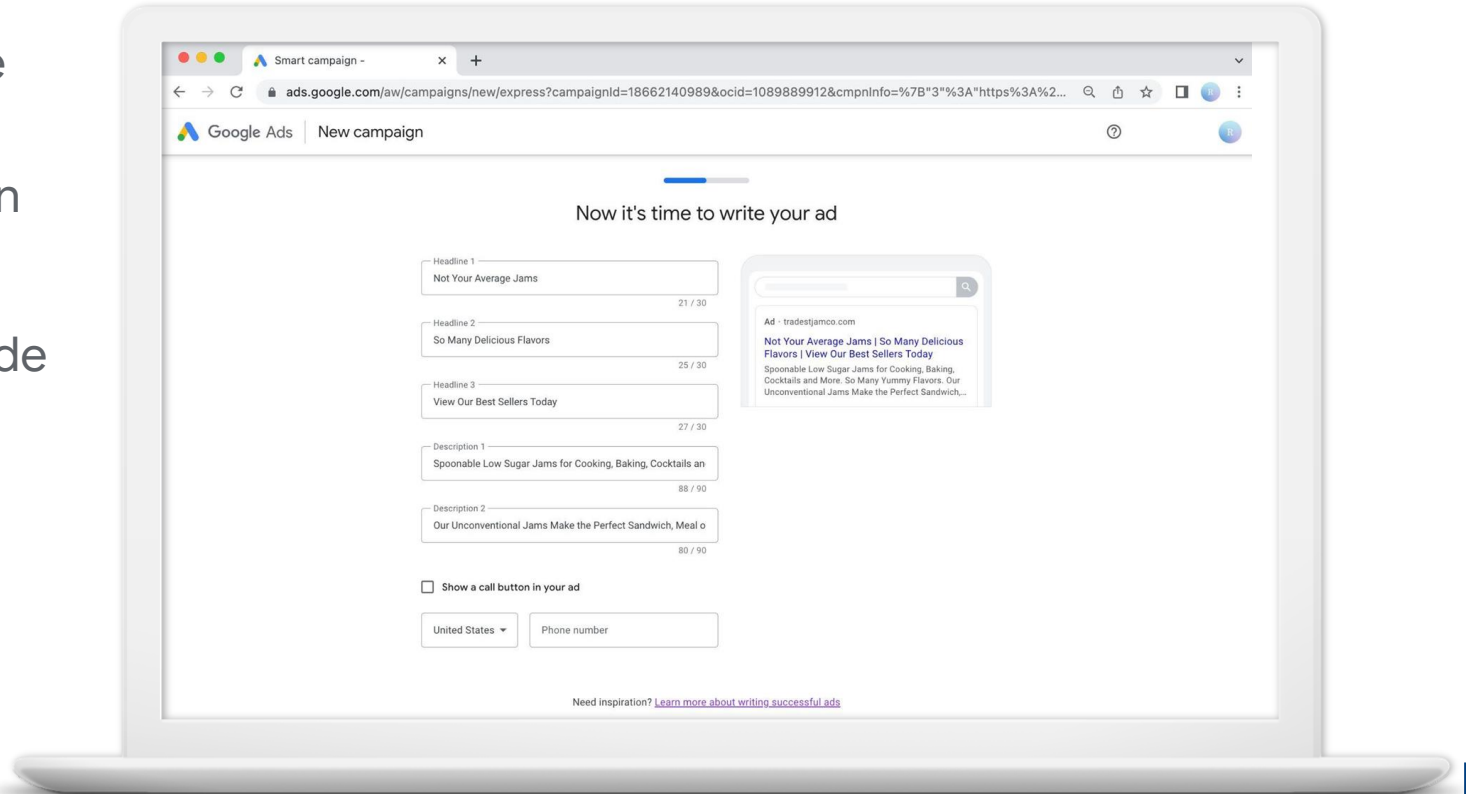 e
n
de
Smart campaign -
ads.google.com/aw/campaigns/new/express?campaignId=18662140989&ocid=1089889912&cmpnInfo=%7B"3"%3A"https%3A%2...
R
Google Ads New campaign
R
Now it's time to write your ad
Headline 1
Not Your Average Jams
21 / 30
Headline 2
So Many Delicious Flavors
25 / 30
Headline 3
View Our Best Sellers Today
27 / 30
Description 1
Spoonable Low Sugar Jams for Cooking, Baking, Cocktails an
88 / 90
Description 2
Our Unconventional Jams Make the Perfect Sandwich, Meal o
80 / 90
Show a call button in your ad
United States
Phone number
Ad · tradestjamco.com
Not Your Average Jams | So Many Delicious
Flavors | View Our Best Sellers Today
Spoonable Low Sugar Jams for Cooking, Baking,
Cocktails and More. So Many Yummy Flavors. Our
Unconventional Jams Make the Perfect Sandwich,...
Need inspiration? Learn more about writing successful ads